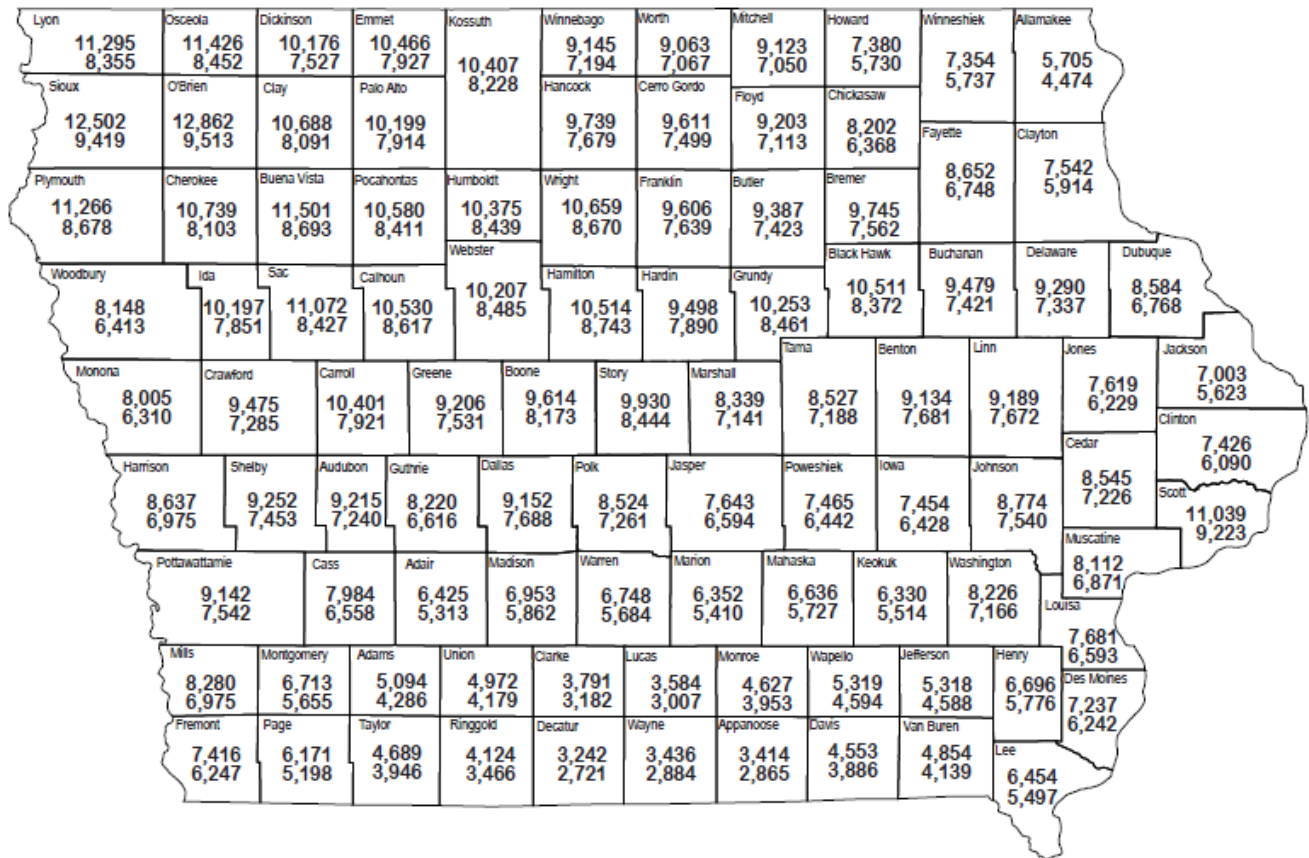 Lyon
11,295
8,355
Osceola
11,426
8,452
Dickinson
10,176
7,527
Emmet
10,466
7,927
Kossuth
10,407
8,228
Winnebago
9,145
7,194
Worth
9,063
7,067
Mitchell
9,123
7,050
Howard
7,380
5,730
Winneshiek
7,354
5,737
Allamakee
5,705
4,474
Sioux
12,502
9,419
O'Brien
12,862
9,513
Clay
10,688
8,091
Palo Alto
10,199
7,914
Hancock
9,739
7,679
Cerro Gordo
9,611
7,499
Floyd
9,203
7,113
Chickasaw
8,202
6,368
Fayette
8,652
6,748
Clayton
7,542
5,914
Plymouth
11,266
8,678
Cherokee
10,739
8,103
Buena Vista
11,501
8,693
Pocahontas
10,580
8,411
Humboldt
10,375
8,439
Wright
10,659
8,670
Franklin
9,606
7,639
Butler
9,387
7,423
Bremer
9,745
7,562
Woodbury
8,148
6,413
Ida
10,197
7,851
Sac
11,072
8,427
Calhoun
10,530
8,617
Webster
10,207
8,485
Hamilton
10,514
8,743
Hardin
9,498
7,890
Grundy
10,253
8,461
Black Hawk
10,511
8,372
Buchanan
9,479
7,421
Delaware
9,290
7,337
Dubuque
8,584
6,768
Monona
8,005
6,310
Crawford
9,475
7,285
Carroll
10,401
7,921
Greene
9,206
7,531
Boone
9,614
8,173
Story
9,930
8,444
Marshall
8,339
7,141
Tama
8,527
7,188
Benton
9,134
7,681
Linn
9,189
7,672
Jones
7,619
6,229
Jackson
7,003
5,623
Clinton
7,426
6,090
Harrison
8,637
6,975
Shelby
9,252
7,453
Audubon
9,215
7,240
Guthrie
8,220
6,616
Dallas
9,152
7,688
Polk
8,524
7,261
Jasper
7,643
6,594
Poweshiek
7,465
6,442
Iowa
7,454
6,428
Johnson
8,774
7,540
Cedar
8,545
7,226
Scott
11,039
9,223
Muscatine
8,112
6,871
Pottawattamie
9,142
7,542
Cass
7,984
6,558
Adair
6,425
5,313
Madison
6,953
5,862
Warren
6,748
5,684
Marion
6,352
5,410
Mahaska
6,636
5,727
Keokuk
6,330
5,514
Washington
8,226
7,166
Louisa
7,681
6,593
Mills
8,280
6,975
Montgomery
6,713
5,655
Adams
5,094
4,286
Union
4,972
4,179
Clarke
3,791
3,182
Lucas
3,584
3,007
Monroe
4,627
3,953
Wapello
5,319
4,594
Jefferson
5,318
4,588
Henry
6,696
5,776
Des Moines
7,237
6,242
Fremont
7,416
6,247
Page
6,171
5,198
Taylor
4,689
3,946
Ringgold
4,124
3,466
Decatur
3,242
2,721
Wayne
3,436
2,884
Appanoose
3,414
2,865
Davis
4,553
3,886
Van Buren
4,854
4,139
Lee
6,454
5,497